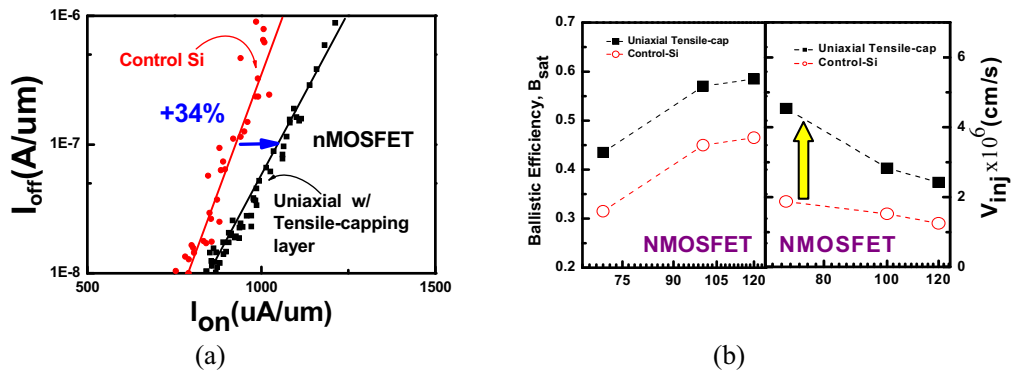 1E-6
1E-7
1E-8
I_off(A/um)
Control Si
+34%
nMOSFET
Uniaxial w/
Tensile-capping
layer
500 1000 1500
I_on(uA/um)
(a)
0.7
0.6
0.5
0.4
0.3
0.2
Ballistic Efficiency, B_sat
Uniaxial Tensile-cap
Control-Si
NMOSFET
75 90 105 120
Uniaxial Tensile-cap
Control-Si
NMOSFET
80 100 120
6
4
2
0
V_inj x10^6(cm/s)
(b)